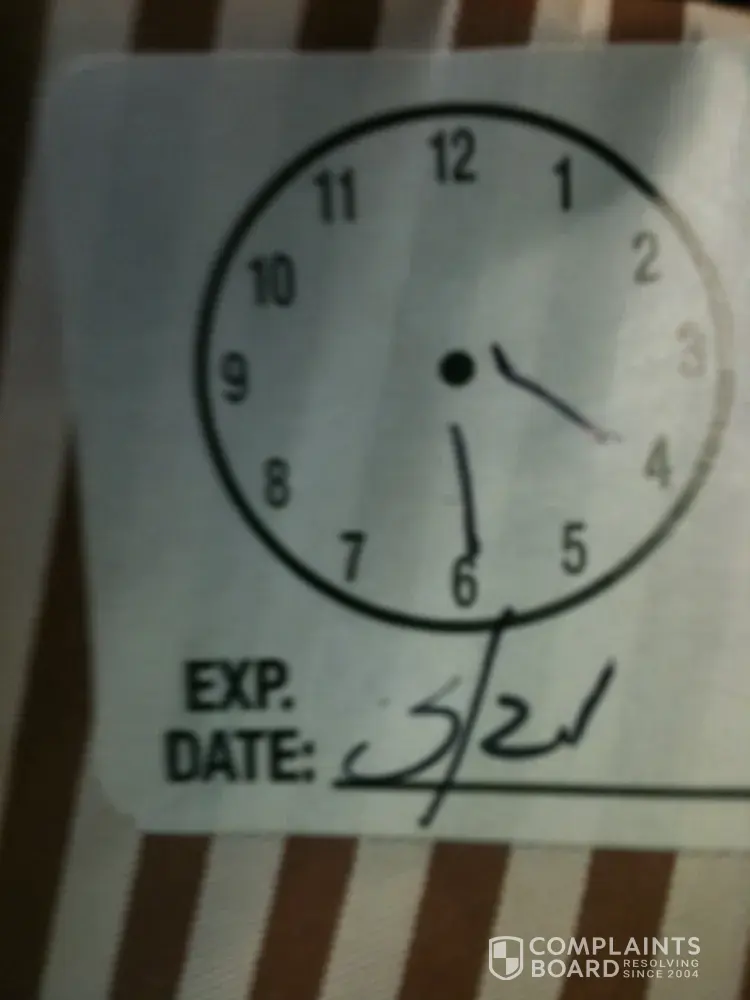 12
11 1
10 2
9 3
8 4
7 5
6
EXP.
DATE: 5/21
COMPLAINTS
BOARD RESOLVING
SINCE 2004